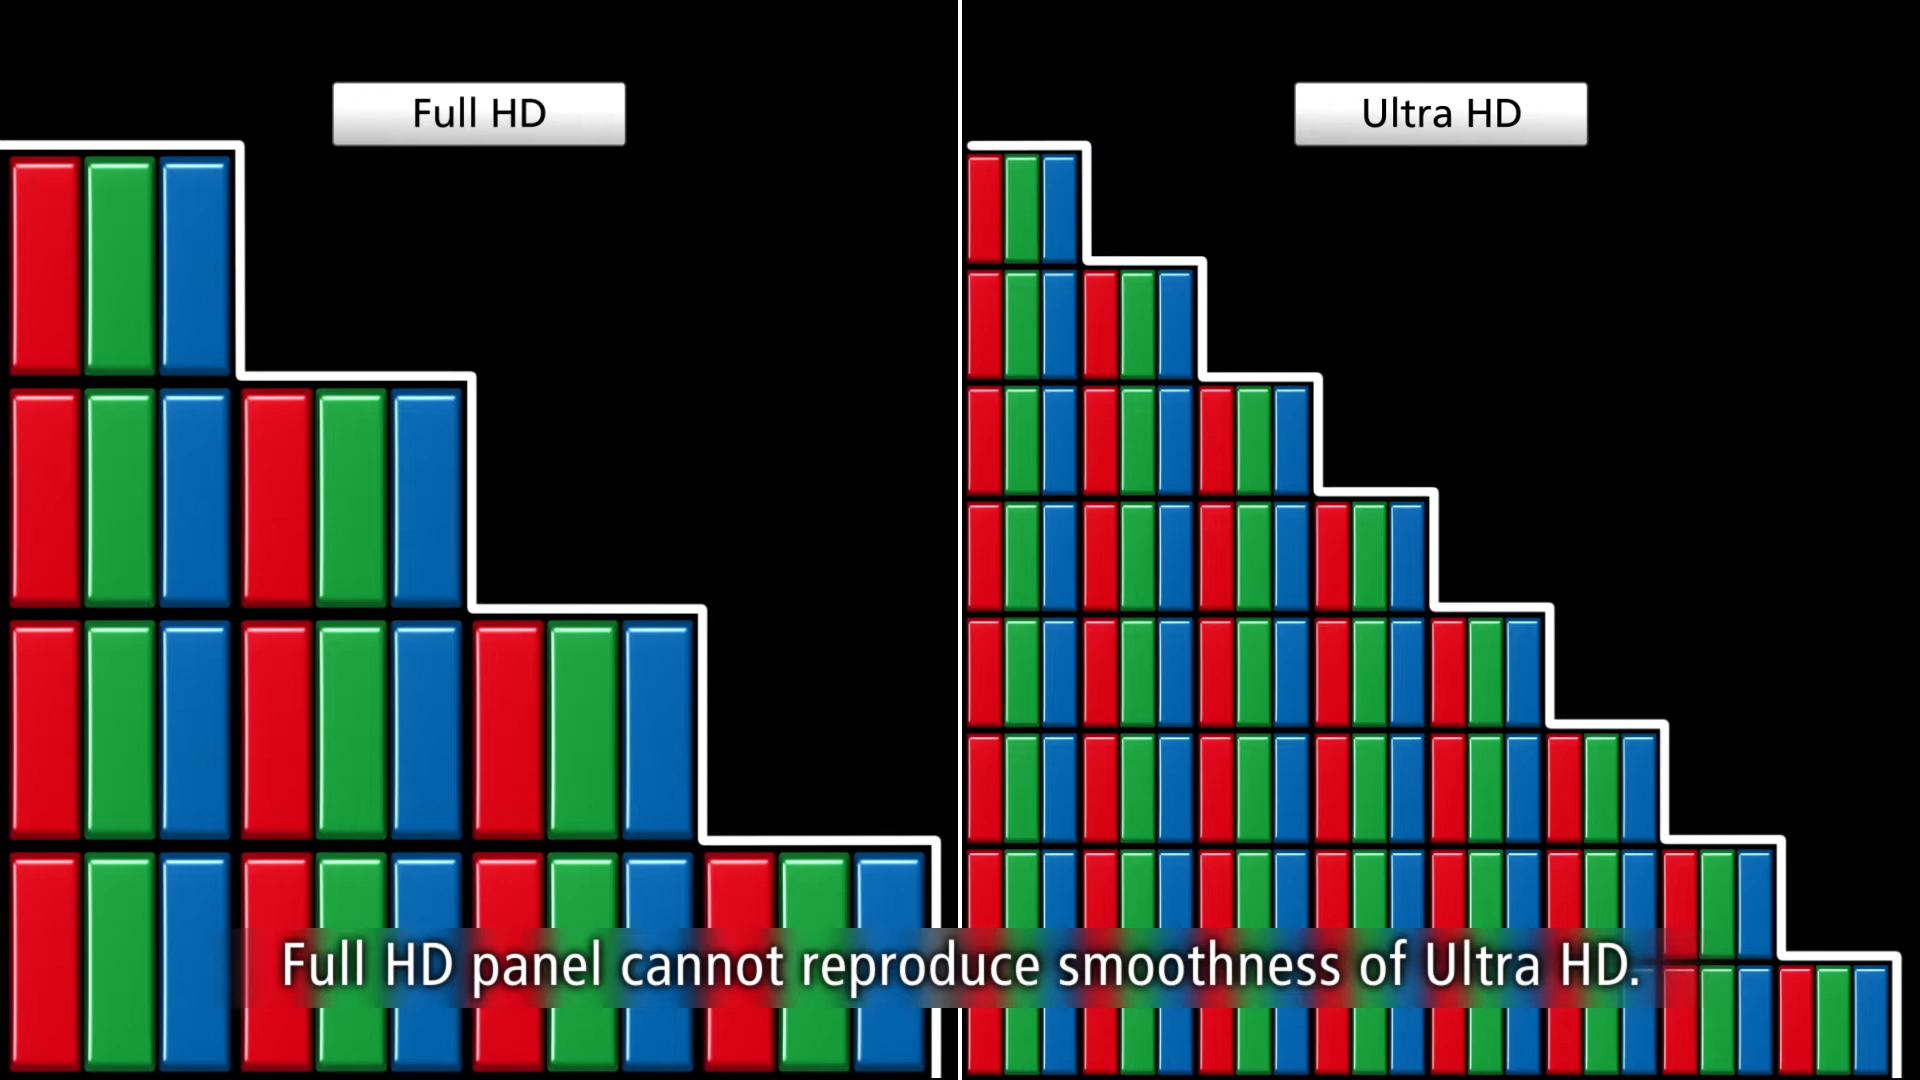 Full HD
Ultra HD
Full HD panel cannot reproduce smoothness of Ultra HD.